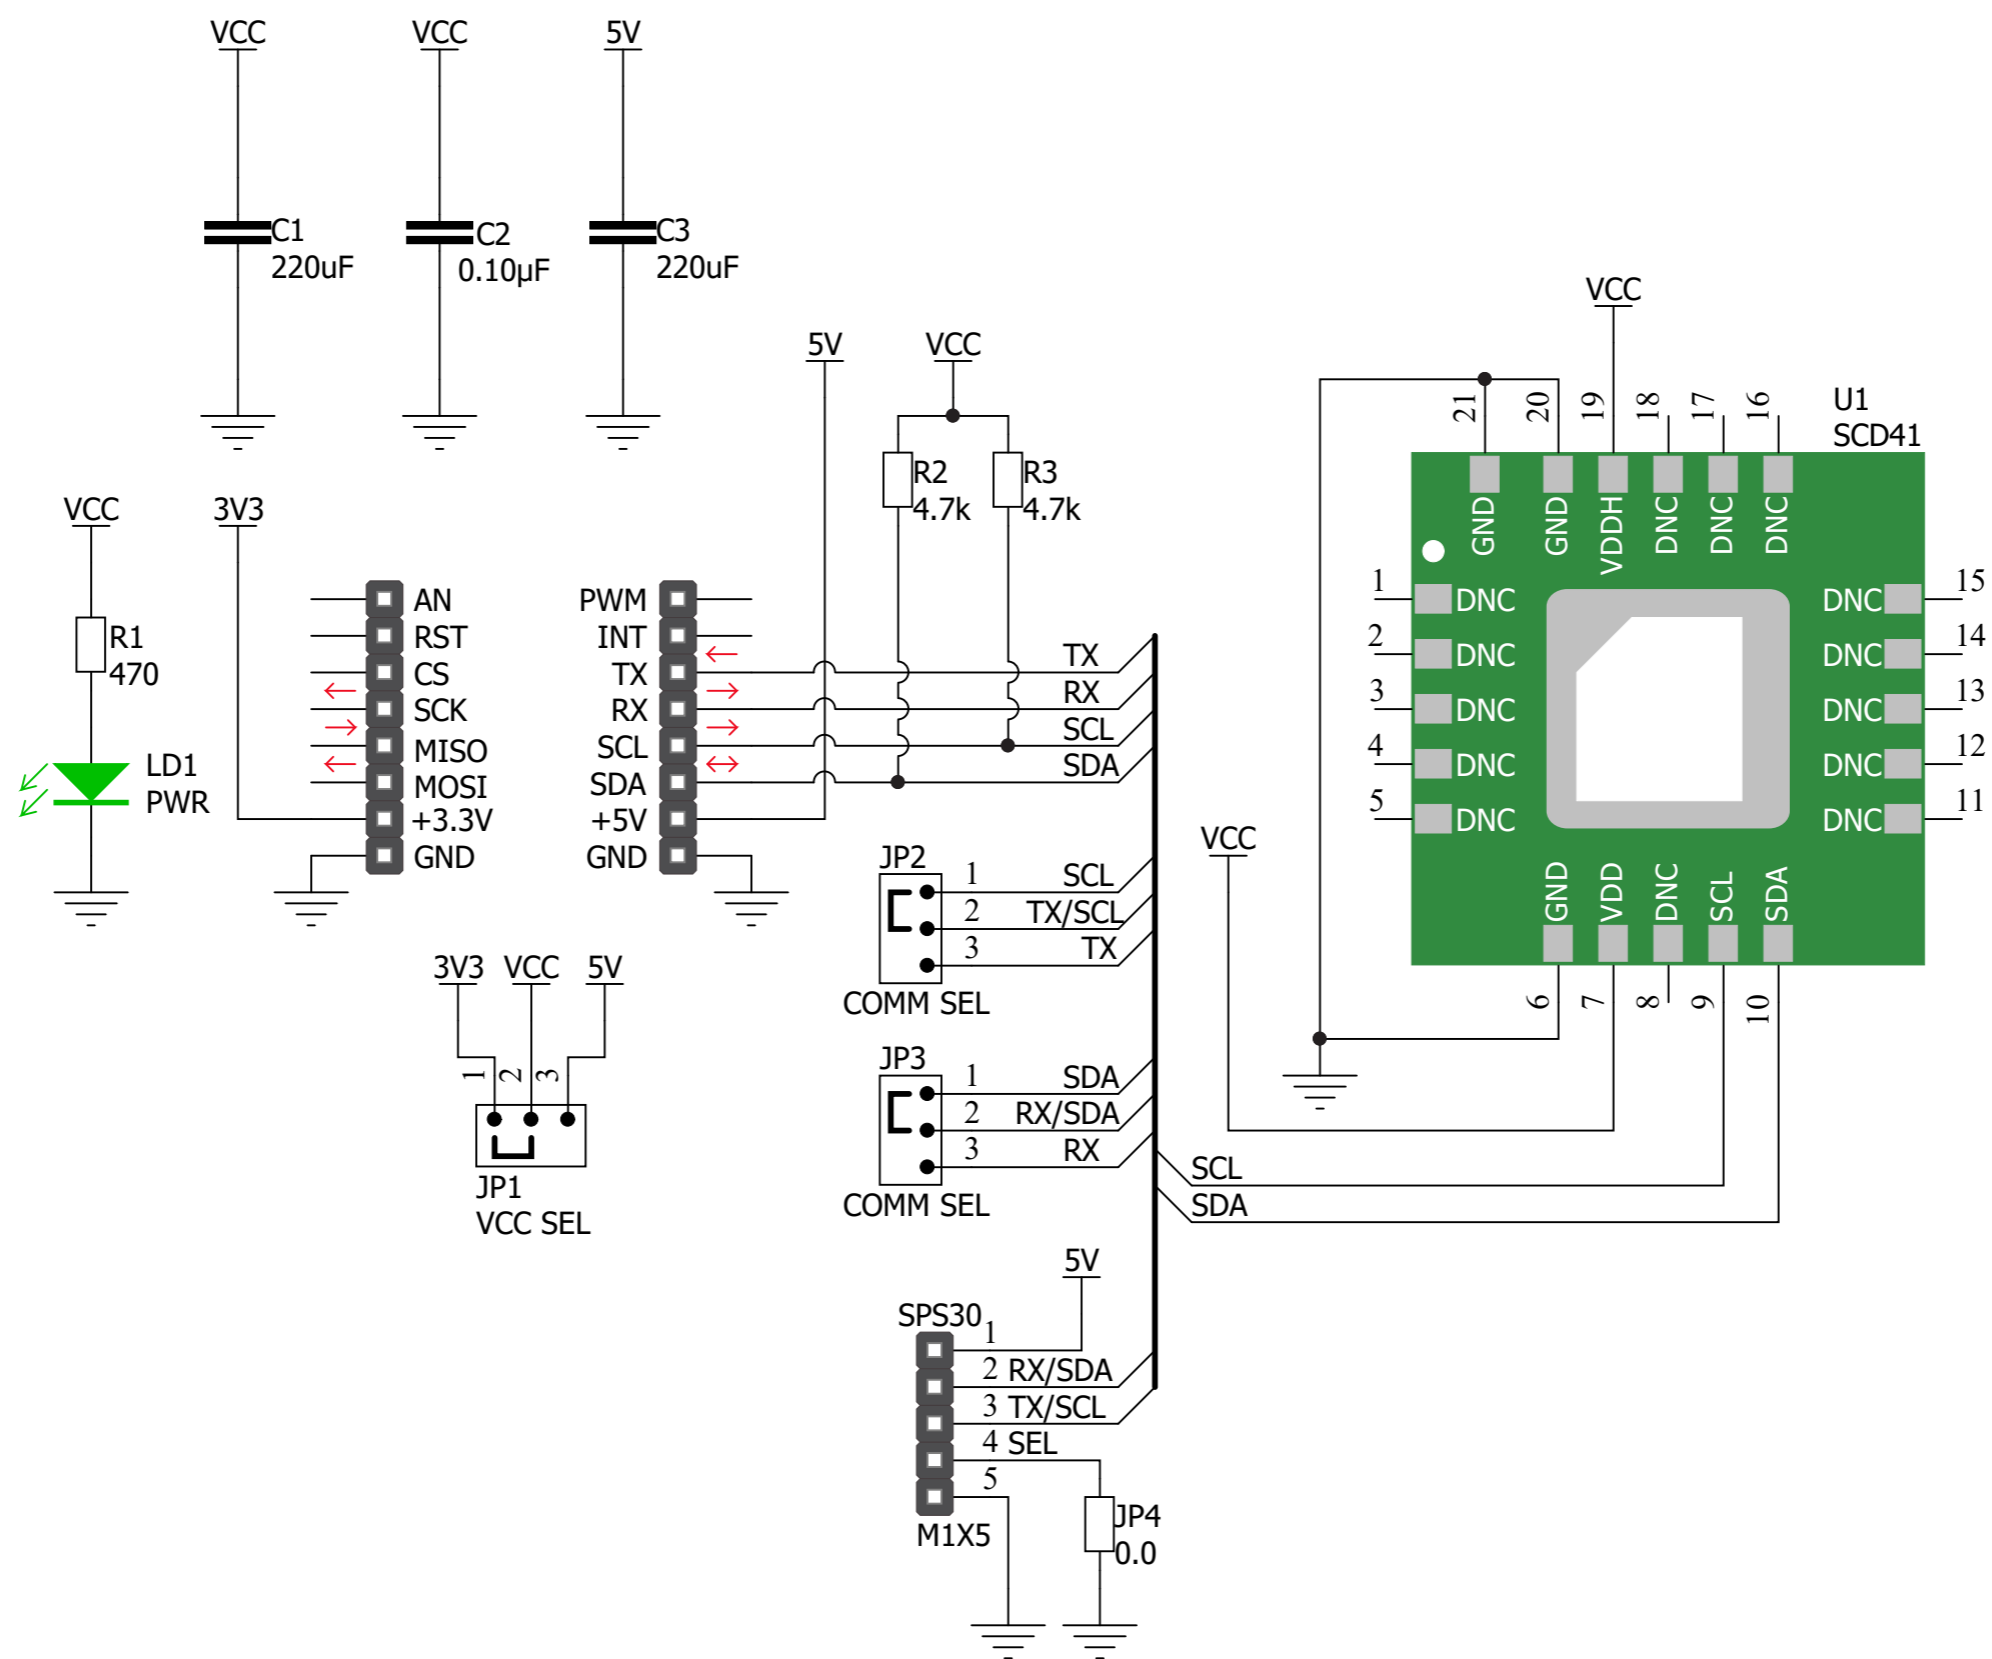 VCC
VCC
5V
C1
220uF
C2
0.10µF
C3
220uF
VCC
R1
470
LD1
PWR
3V3
AN
RST
CS
SCK
MISO
MOSI
+3.3V
GND
PWM
INT
TX
RX
SCL
SDA
+5V
GND
5V
VCC
R2
4.7k
R3
4.7k
TX
RX
SCL
SDA
3V3 VCC 5V
1
2
3
JP1
VCC SEL
JP2
1 SCL
2 TX/SCL
3 TX
COMM SEL
JP3
1 SDA
2 RX/SDA
3 RX
COMM SEL
SCL
SDA
5V
SPS30
1
2 RX/SDA
3 TX/SCL
4 SEL
5
M1X5
JP4
0.0
VCC
VCC
U1
SCD41
21
20
19
18
17
16
GND
GND
VDDH
DNC
DNC
DNC
1 DNC
2 DNC
3 DNC
4 DNC
5 DNC
DNC 15
DNC 14
DNC 13
DNC 12
DNC 11
GND
VDD
DNC
SCL
SDA
6
7
8
9
10